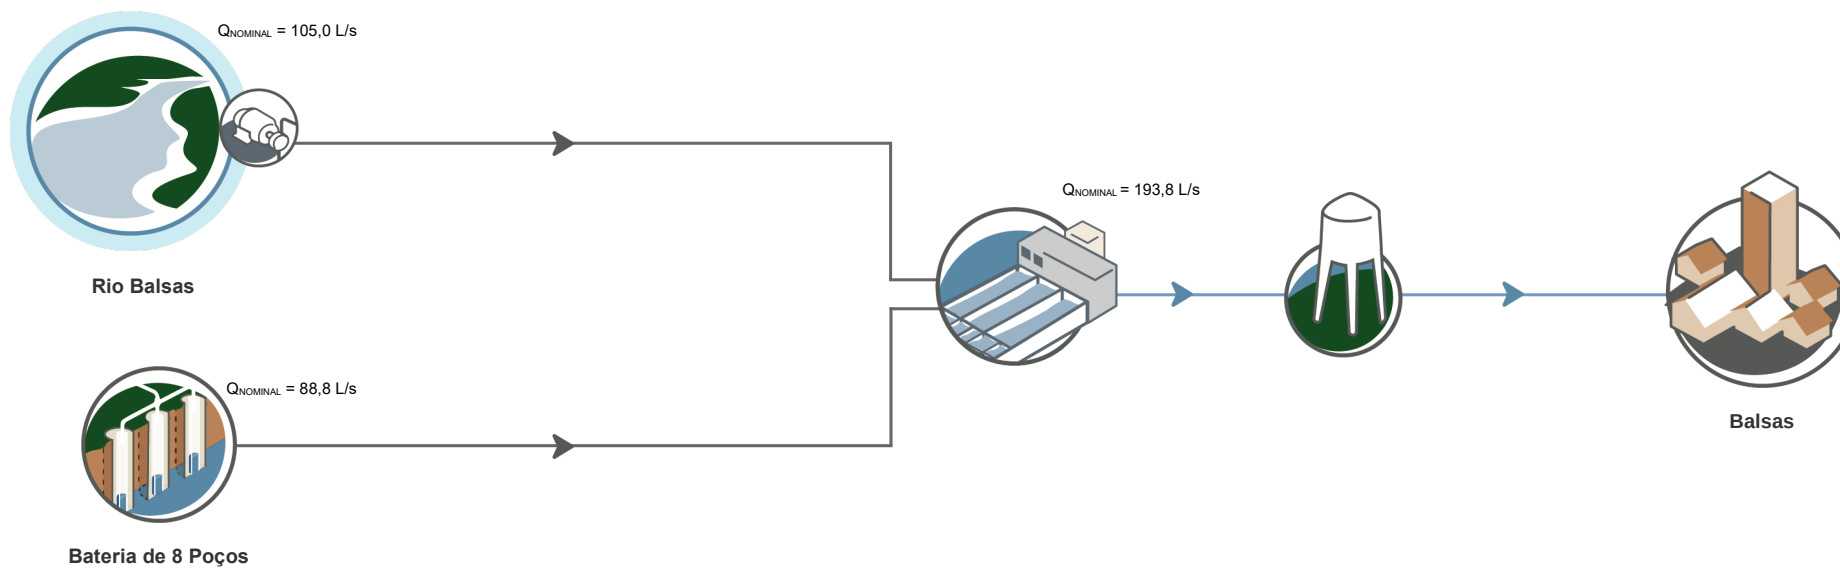 QNOMINAL = 105,0 L/s
Rio Balsas
QNOMINAL = 193,8 L/s
QNOMINAL = 88,8 L/s
Balsas
Bateria de 8 Poços